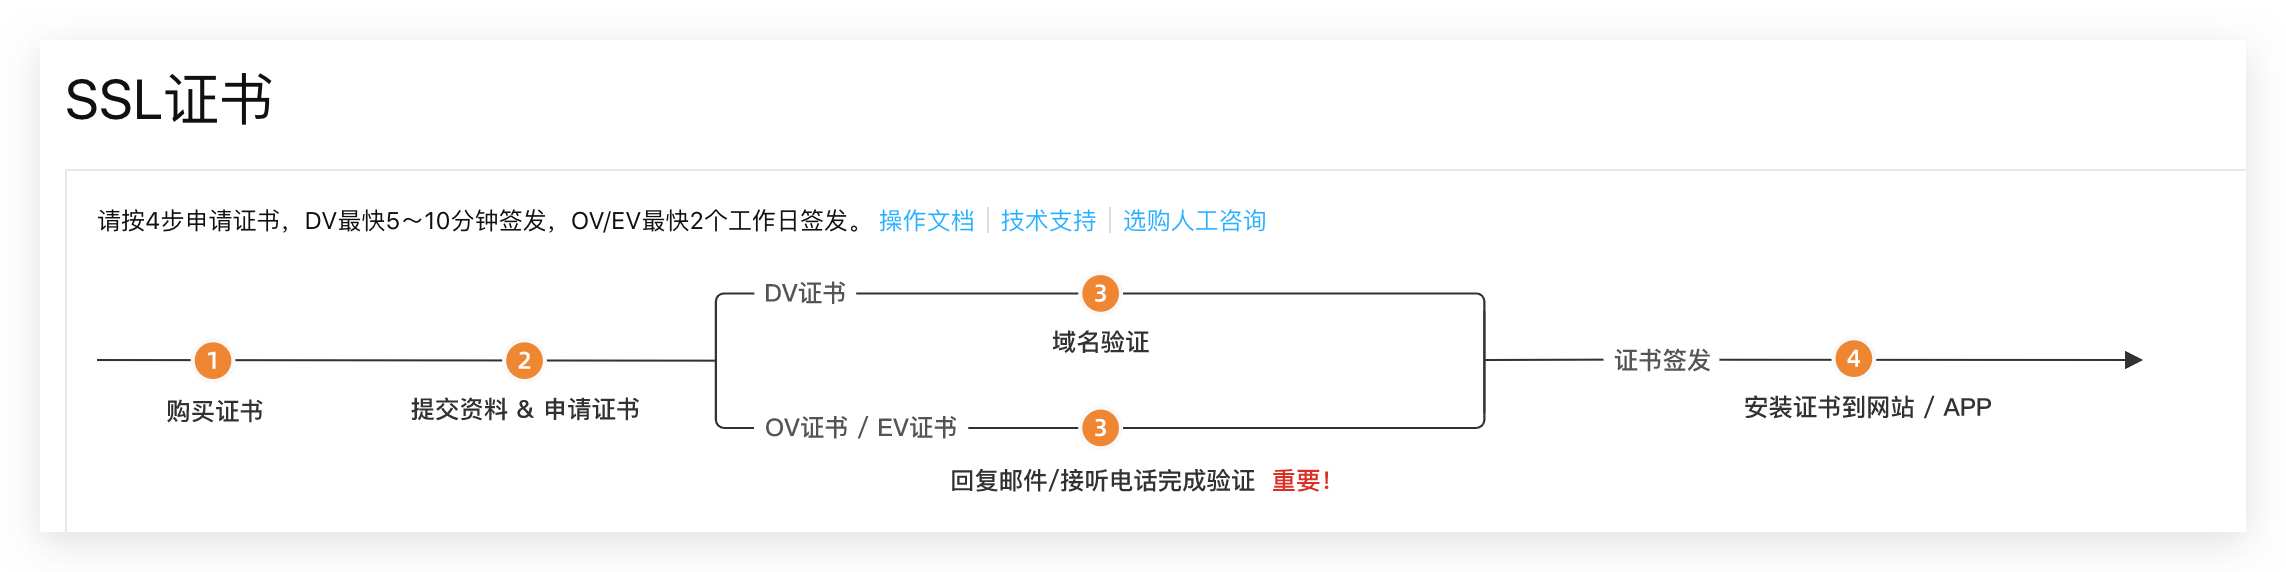 SSL证书
请按4步申请证书，DV最快5～10分钟签发，OV/EV最快2个工作日签发。 操作文档 技术支持 选购人工咨询
1
购买证书
2
提交资料 & 申请证书
DV证书
3
域名验证
OV证书 / EV证书
3
回复邮件/接听电话完成验证 重要！
证书签发
4
安装证书到网站 / APP